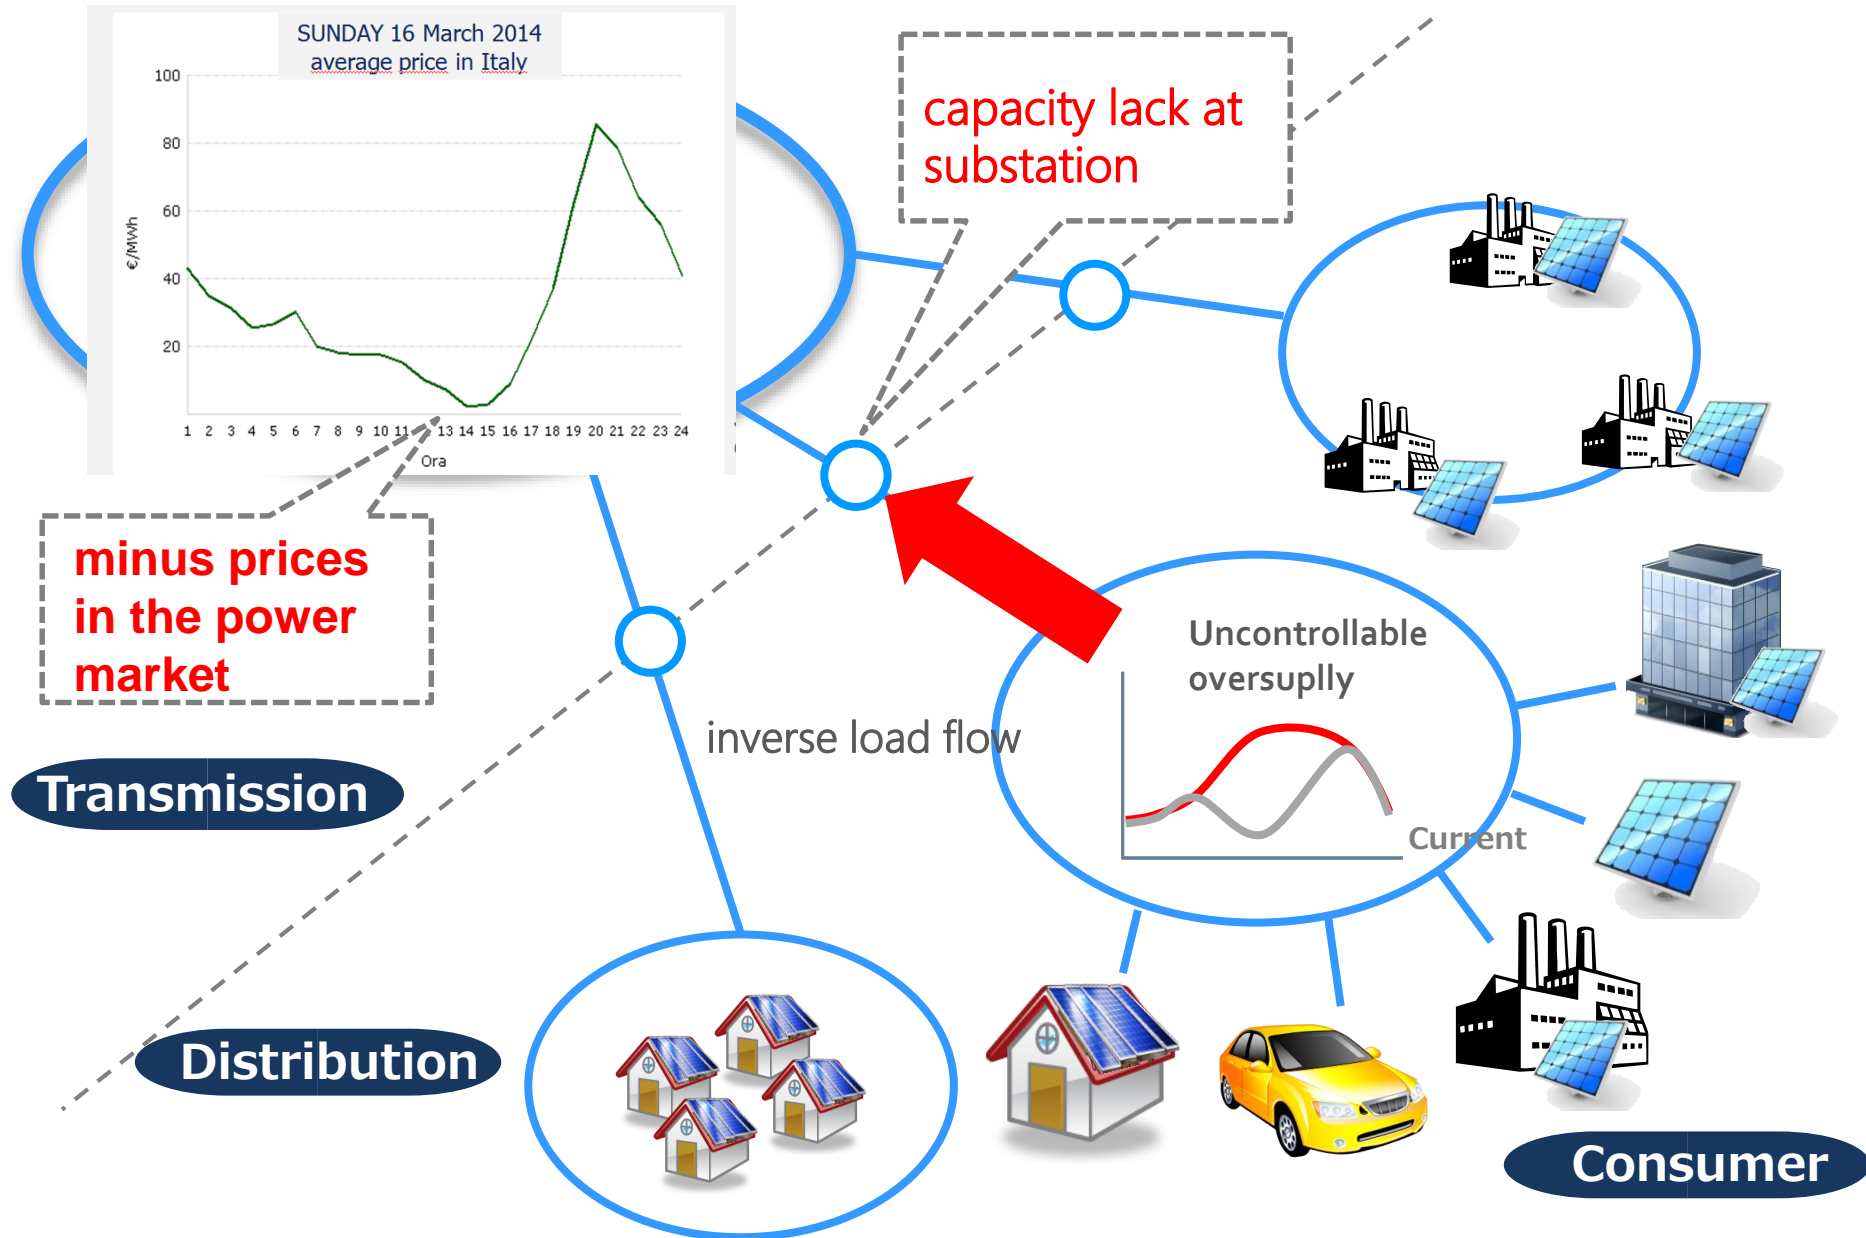 SUNDAY 16 March 2014
average price in Italy
100
80
60
40
20
€/MWh
1 2 3 4 5 6 7 8 9 10 11 13 14 15 16 17 18 19 20 21 22 23 24
Ora
capacity lack at
substation
minus prices
in the power
market
Uncontrollable
oversuplly
inverse load flow
Current
Transmission
Distribution
Consumer